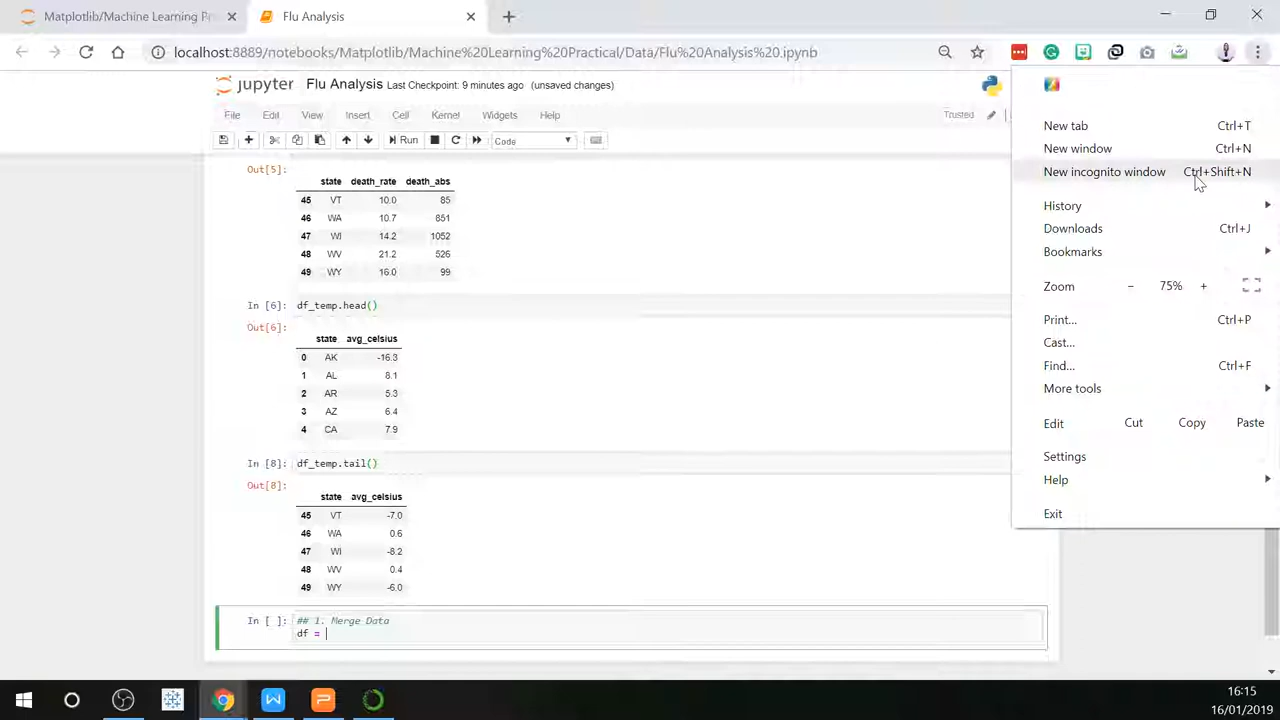 Matplotlib/Machine Learning Pr
Flu Analysis
localhost:8889/notebooks/Matplotlib/Machine%20Learning%20Practical/Data/Flu%20Analysis%20.ipynb
jupyter Flu Analysis Last Checkpoint: 9 minutes ago (unsaved changes)
File Edit View Insert Cell Kernel Widgets Help Trusted
Run Code
Out[5]:
state death_rate death_abs
45 VT 10.0 85
46 WA 10.7 851
47 WI 14.2 1052
48 WV 21.2 526
49 WY 16.0 99
In [6]: df_temp.head()
Out[6]:
state avg_celsius
0 AK -16.3
1 AL 8.1
2 AR 5.3
3 AZ 6.4
4 CA 7.9
In [8]: df_temp.tail()
Out[8]:
state avg_celsius
45 VT -7.0
46 WA 0.6
47 WI -8.2
48 WV 0.4
49 WY -6.0
In [ ]: ## 1. Merge Data
df =
New tab Ctrl+T
New window Ctrl+N
New incognito window Ctrl+Shift+N
History
Downloads Ctrl+J
Bookmarks
Zoom − 75% +
Print... Ctrl+P
Cast...
Find... Ctrl+F
More tools
Edit Cut Copy Paste
Settings
Help
Exit
16:15
16/01/2019